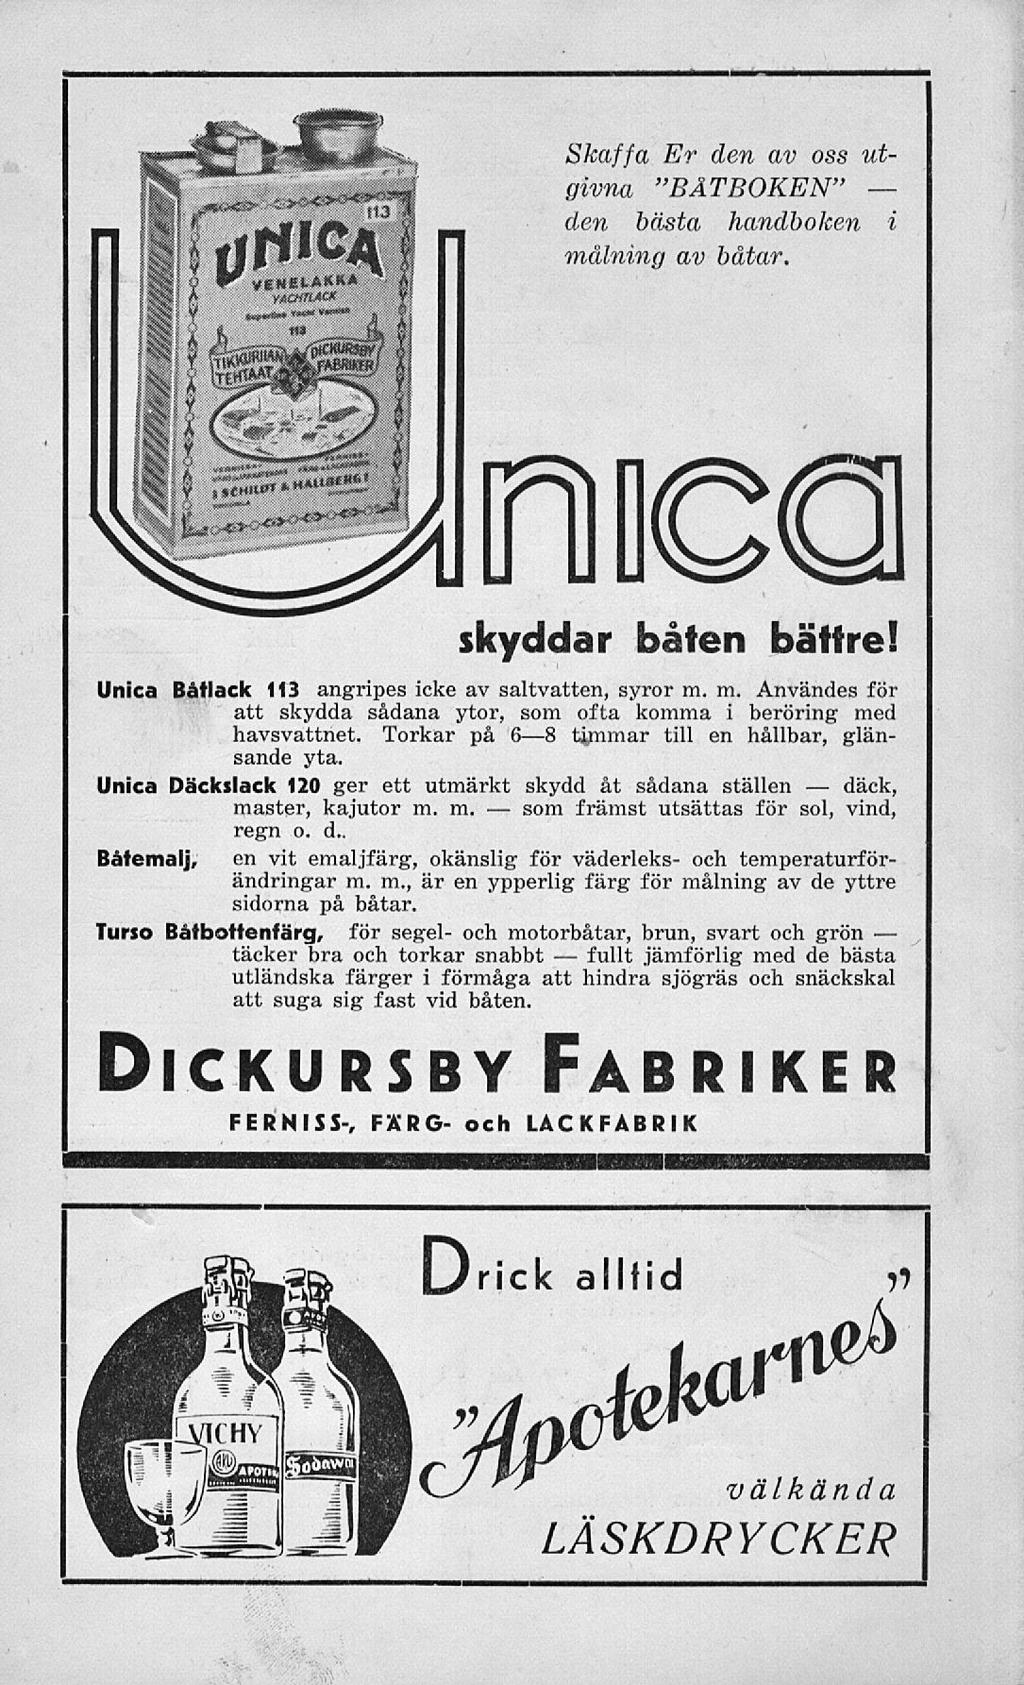 Skaffa Er den av oss ut-
givna "BÅTBOKEN" —
den bästa handboken i
målning av båtar.
113
UNICA
VENELAKKA
YACHTLACK
Superfine Yacht Varnish
113
TIKKURILAN DICKURSBY
TEHTAAT FABRIKER
SCHILDT & HALLBERG
Unica
skyddar båten bättre!
Unica Båtlack 113 angripes icke av saltvatten, syror m. m. Användes för
att skydda sådana ytor, som ofta komma i beröring med
havsvattnet. Torkar på 6—8 timmar till en hållbar, glän-
sande yta.
Unica Däckslack 120 ger ett utmärkt skydd åt sådana ställen — däck,
master, kajutor m. m. — som främst utsättas för sol, vind,
regn o. d..
Båtemalj, en vit emaljfärg, okänslig för väderleks- och temperaturför-
ändringar m. m., är en ypperlig färg för målning av de yttre
sidorna på båtar.
Turso Båtbottenfärg, för segel- och motorbåtar, brun, svart och grön —
täcker bra och torkar snabbt — fullt jämförlig med de bästa
utländska färger i förmåga att hindra sjögräs och snäckskal
att suga sig fast vid båten.
DICKURSBY FABRIKER
FERNISS-, FÄRG- och LACKFABRIK
Drick alltid
"Apotekarnes"
VICHY
APOT
Sodawa
välkända
LÄSKDRYCKER